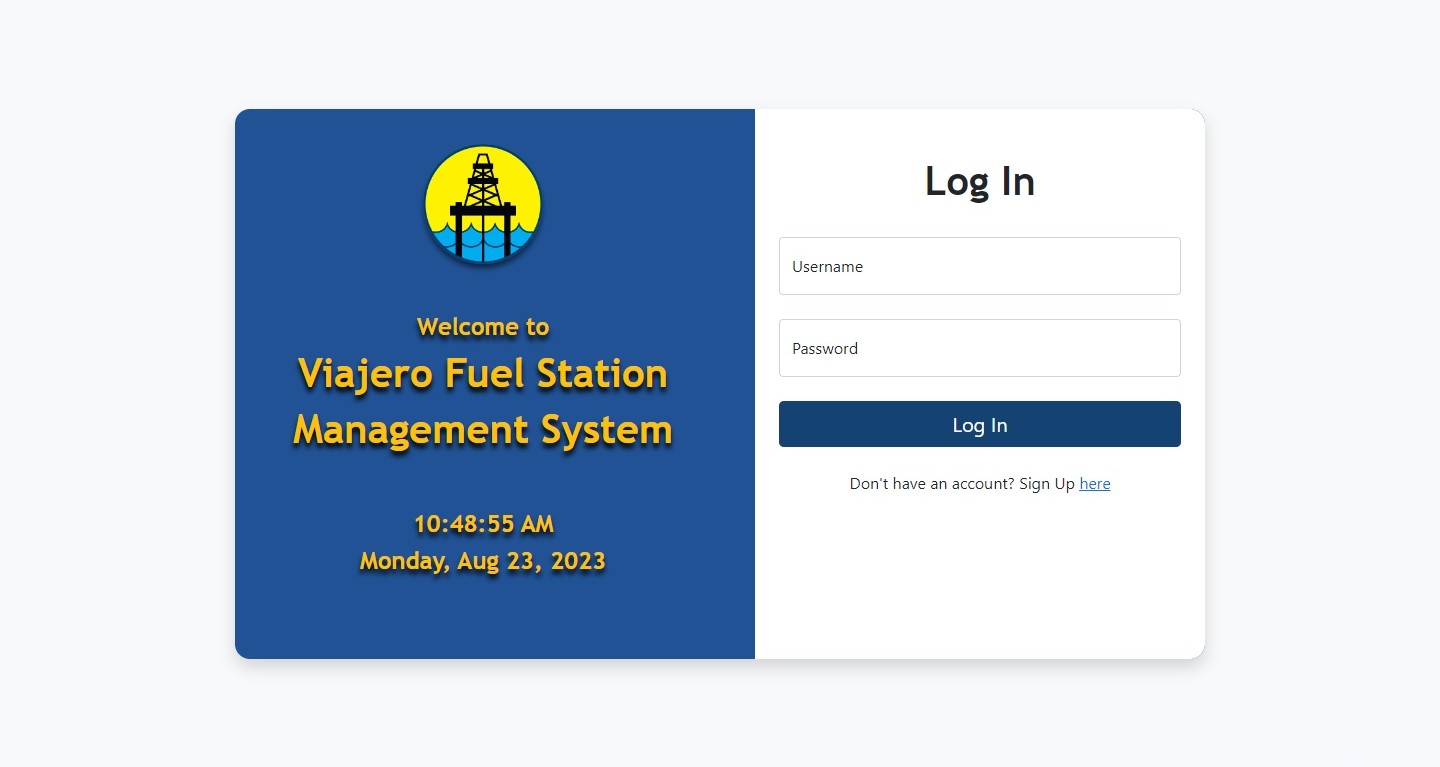 Welcome to
Viajero Fuel Station
Management System
10:48:55 AM
Monday, Aug 23, 2023
Log In
Username
Password
Log In
Don't have an account? Sign Up here